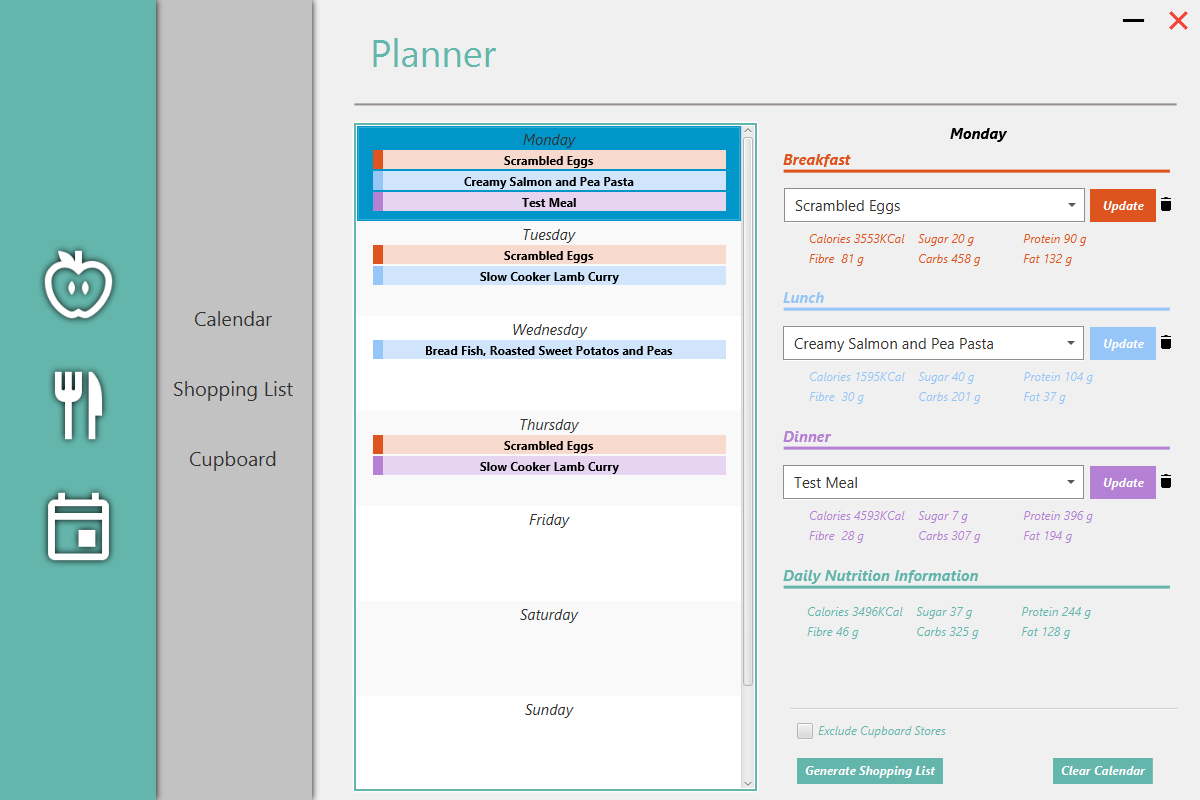 Planner
Calendar
Shopping List
Cupboard
Monday
Scrambled Eggs
Creamy Salmon and Pea Pasta
Test Meal
Tuesday
Scrambled Eggs
Slow Cooker Lamb Curry
Wednesday
Bread Fish, Roasted Sweet Potatos and Peas
Thursday
Scrambled Eggs
Slow Cooker Lamb Curry
Friday
Saturday
Sunday
Monday
Breakfast
Scrambled Eggs Update
Calories 3553KCal Sugar 20 g Protein 90 g
Fibre 81 g Carbs 458 g Fat 132 g
Lunch
Creamy Salmon and Pea Pasta Update
Calories 1595KCal Sugar 40 g Protein 104 g
Fibre 30 g Carbs 201 g Fat 37 g
Dinner
Test Meal Update
Calories 4593KCal Sugar 7 g Protein 396 g
Fibre 28 g Carbs 307 g Fat 194 g
Daily Nutrition Information
Calories 3496KCal Sugar 37 g Protein 244 g
Fibre 46 g Carbs 325 g Fat 128 g
Exclude Cupboard Stores
Generate Shopping List Clear Calendar